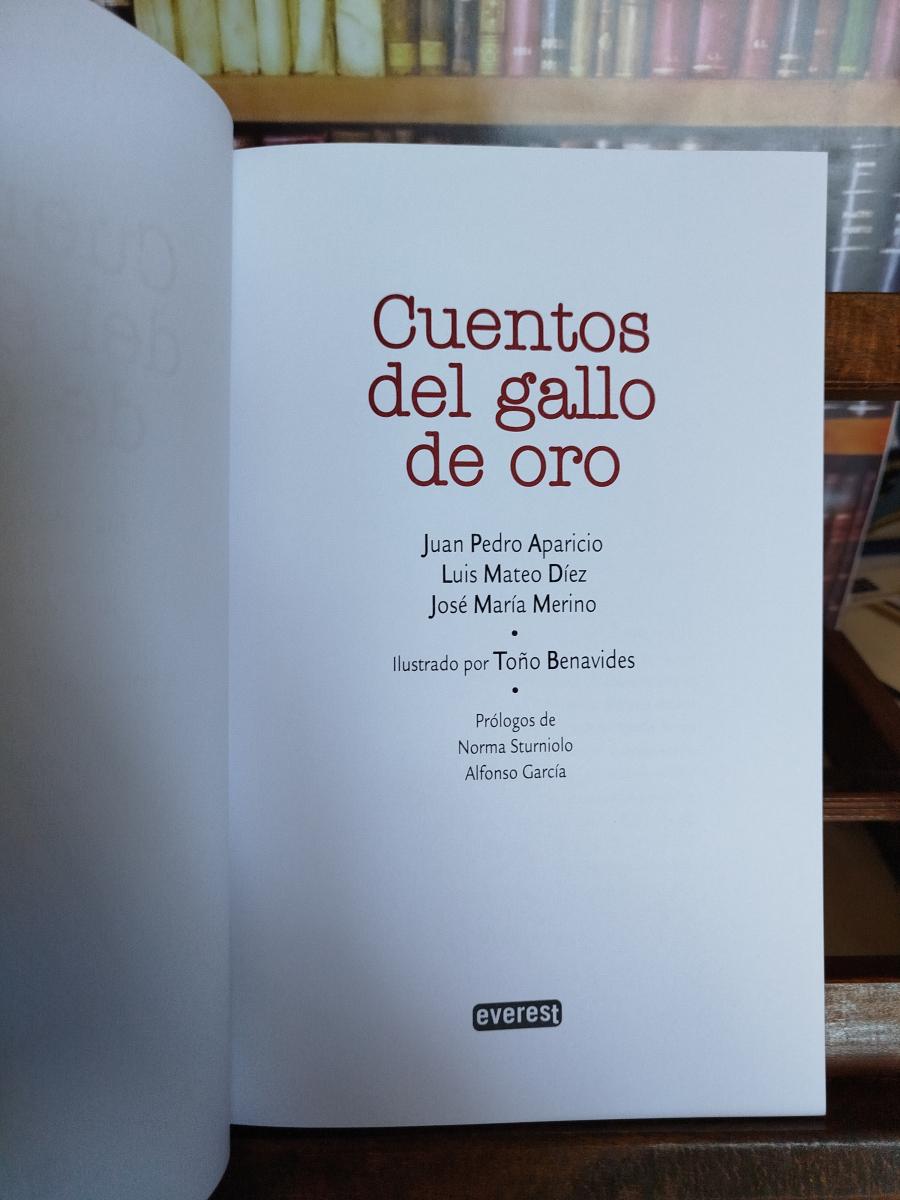 Cuentos
del gallo
de oro
Juan Pedro Aparicio
Luis Mateo Díez
José María Merino
•
Ilustrado por Toño Benavides
•
Prólogos de
Norma Sturniolo
Alfonso García
everest